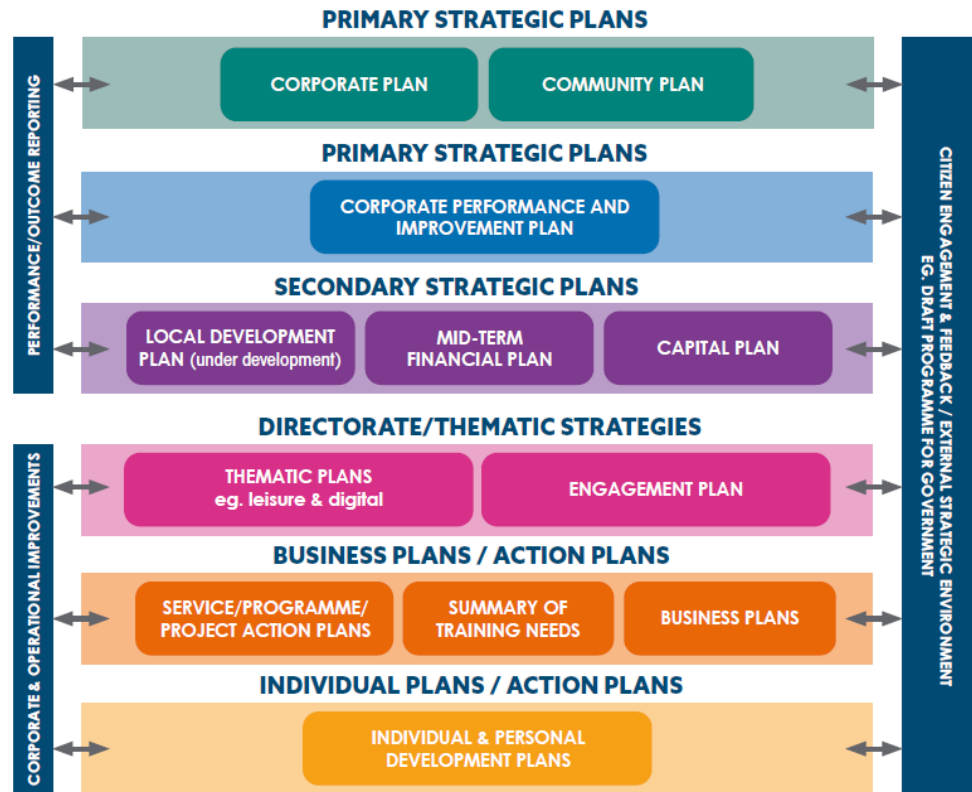 PRIMARY STRATEGIC PLANS
CORPORATE PLAN
COMMUNITY PLAN
PRIMARY STRATEGIC PLANS
CORPORATE PERFORMANCE AND
IMPROVEMENT PLAN
SECONDARY STRATEGIC PLANS
LOCAL DEVELOPMENT
PLAN (under development)
MID-TERM
FINANCIAL PLAN
CAPITAL PLAN
DIRECTORATE/THEMATIC STRATEGIES
THEMATIC PLANS
eg. leisure & digital
ENGAGEMENT PLAN
BUSINESS PLANS / ACTION PLANS
SERVICE/PROGRAMME/
PROJECT ACTION PLANS
SUMMARY OF
TRAINING NEEDS
BUSINESS PLANS
INDIVIDUAL PLANS / ACTION PLANS
INDIVIDUAL & PERSONAL
DEVELOPMENT PLANS
PERFORMANCE/OUTCOME REPORTING
CORPORATE & OPERATIONAL IMPROVEMENTS
CITIZEN ENGAGEMENT & FEEDBACK / EXTERNAL STRATEGIC ENVIRONMENT
EG. DRAFT PROGRAMME FOR GOVERNMENT